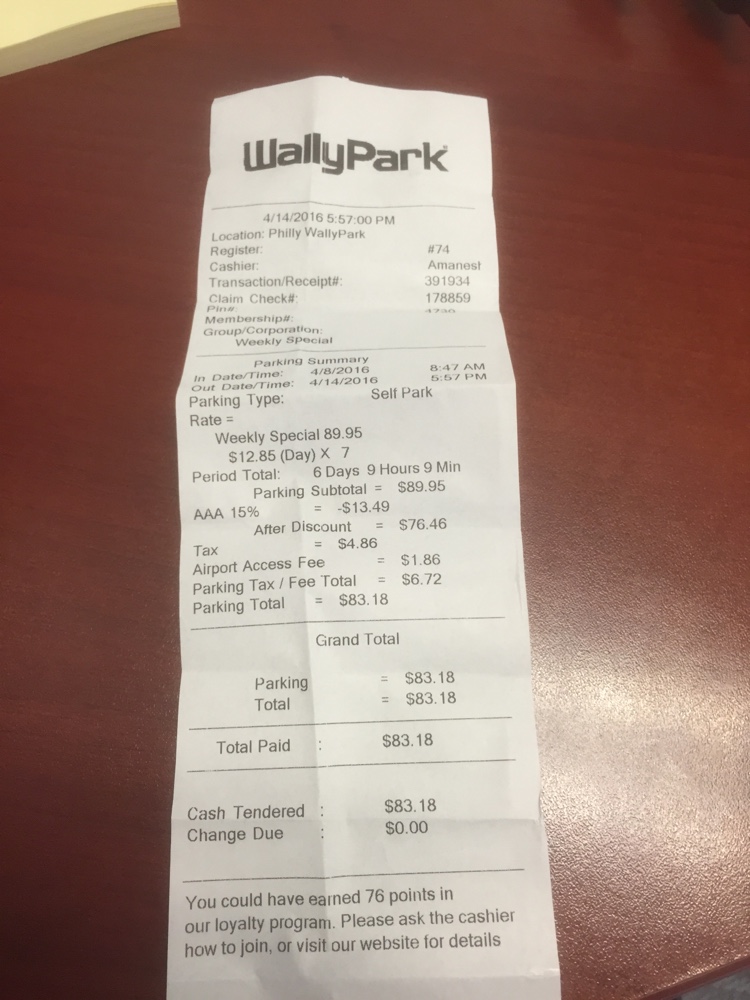 WallyPark
4/14/2016 5:57:00 PM
Location: Philly WallyPark
Register: #74
Cashier: Amanest
Transaction/Receipt#: 391934
Claim Check#: 178859
Pln#:
Membership#:
Group/Corporation:
Weekly Special
Parking Summary
In Date/Time: 4/8/2016 8:47 AM
Out Date/Time: 4/14/2016 5:57 PM
Parking Type: Self Park
Rate =
Weekly Special 89.95
$12.85 (Day) X 7
Period Total: 6 Days 9 Hours 9 Min
Parking Subtotal = $89.95
AAA 15% = -$13.49
After Discount = $76.46
Tax = $4.86
Airport Access Fee = $1.86
Parking Tax / Fee Total = $6.72
Parking Total = $83.18
Grand Total
Parking = $83.18
Total = $83.18
Total Paid : $83.18
Cash Tendered : $83.18
Change Due : $0.00
You could have earned 76 points in
our loyalty program. Please ask the cashier
how to join, or visit our website for details